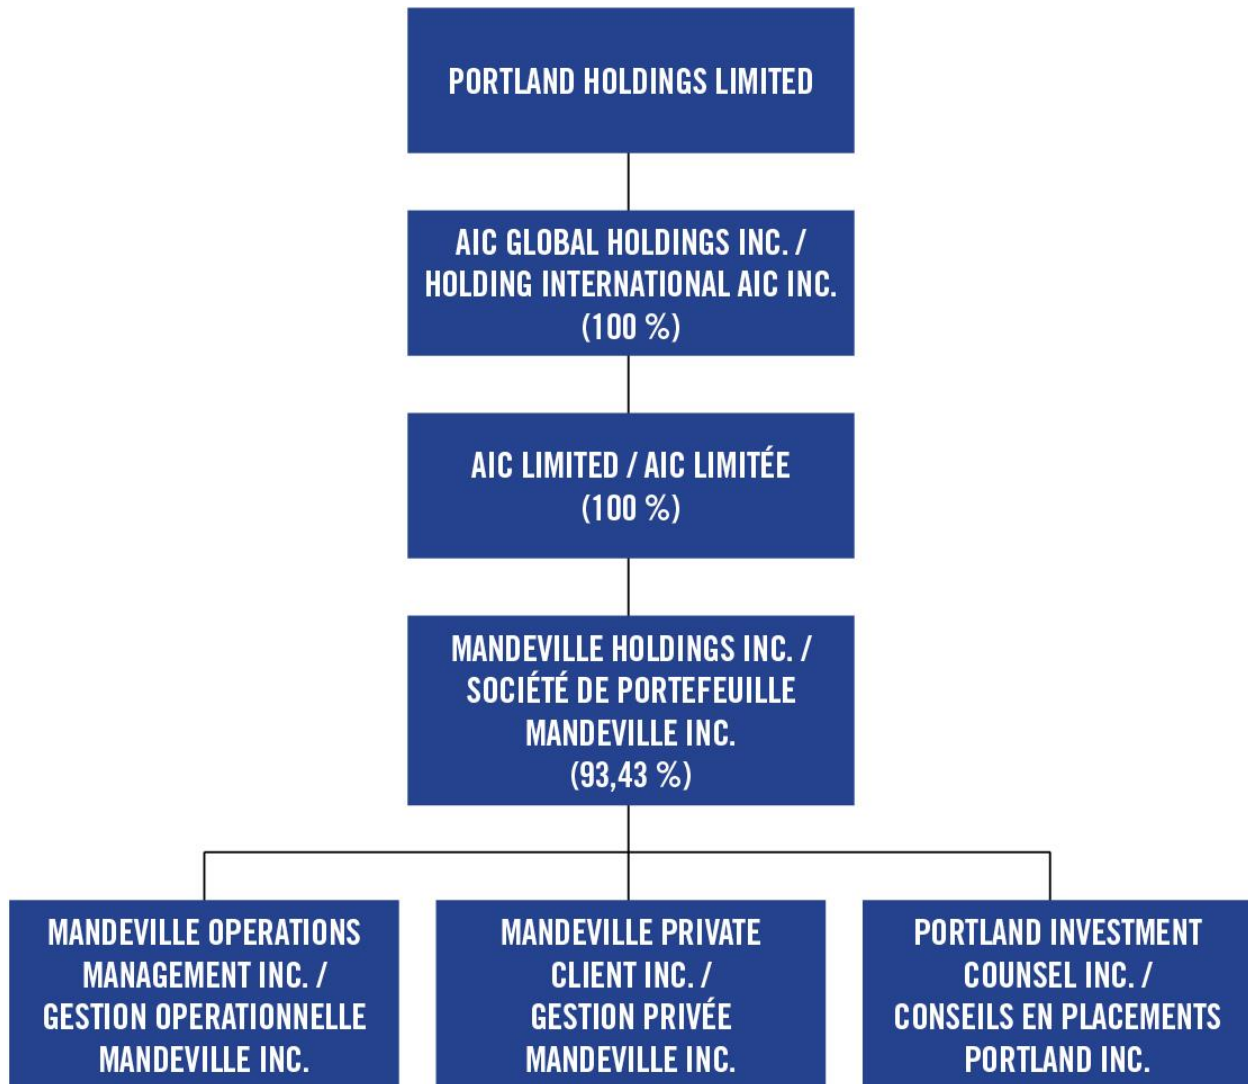 PORTLAND HOLDINGS LIMITED
AIC GLOBAL HOLDINGS INC. /
HOLDING INTERNATIONAL AIC INC.
(100 %)
AIC LIMITED / AIC LIMITÉE
(100 %)
MANDEVILLE HOLDINGS INC. /
SOCIÉTÉ DE PORTEFEUILLE
MANDEVILLE INC.
(93,43 %)
MANDEVILLE OPERATIONS
MANAGEMENT INC. /
GESTION OPERATIONNELLE
MANDEVILLE INC.
MANDEVILLE PRIVATE
CLIENT INC. /
GESTION PRIVÉE
MANDEVILLE INC.
PORTLAND INVESTMENT
COUNSEL INC. /
CONSEILS EN PLACEMENTS
PORTLAND INC.